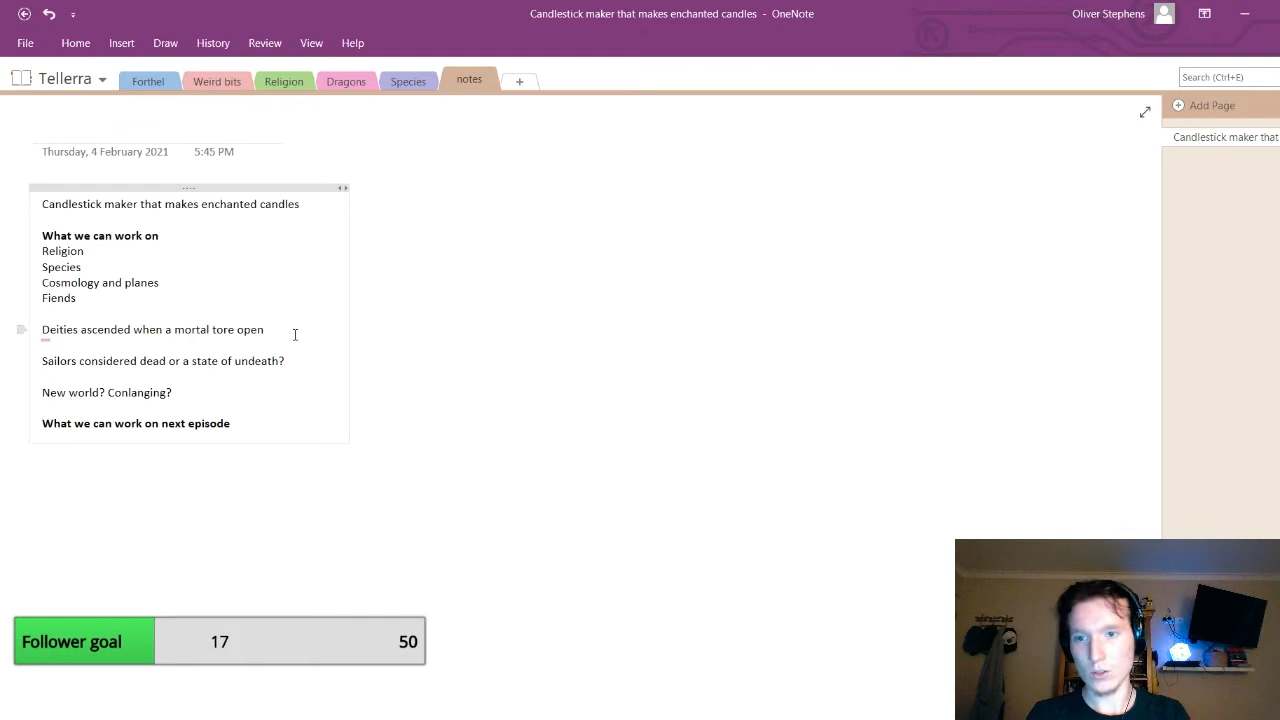 Candlestick maker that makes enchanted candles - OneNote
Oliver Stephens
File Home Insert Draw History Review View Help
Tellerra Forthel Weird bits Religion Dragons Species notes +
Search (Ctrl+E)
Add Page
Candlestick maker that
Thursday, 4 February 2021 5:45 PM
Candlestick maker that makes enchanted candles
What we can work on
Religion
Species
Cosmology and planes
Fiends
Deities ascended when a mortal tore open
Sailors considered dead or a state of undeath?
New world? Conlanging?
What we can work on next episode
Follower goal 17 50